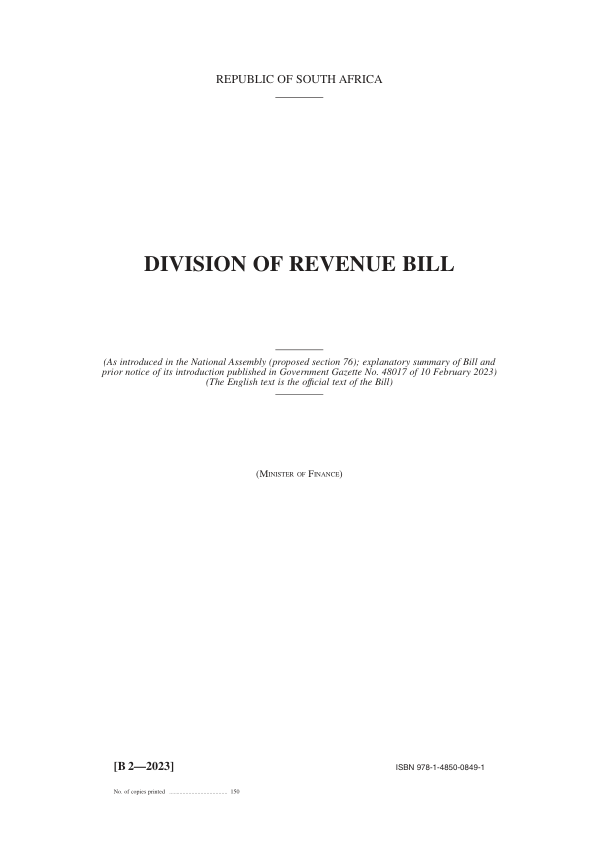 REPUBLIC OF SOUTH AFRICA
DIVISION OF REVENUE BILL
(As introduced in the National Assembly (proposed section 76); explanatory summary of Bill and
prior notice of its introduction published in Government Gazette No. 48017 of 10 February 2023)
(The English text is the official text of the Bill)
(Minister of Finance)
[B 2—2023] ISBN 978-1-4850-0849-1
No. of copies printed ....................................... 150